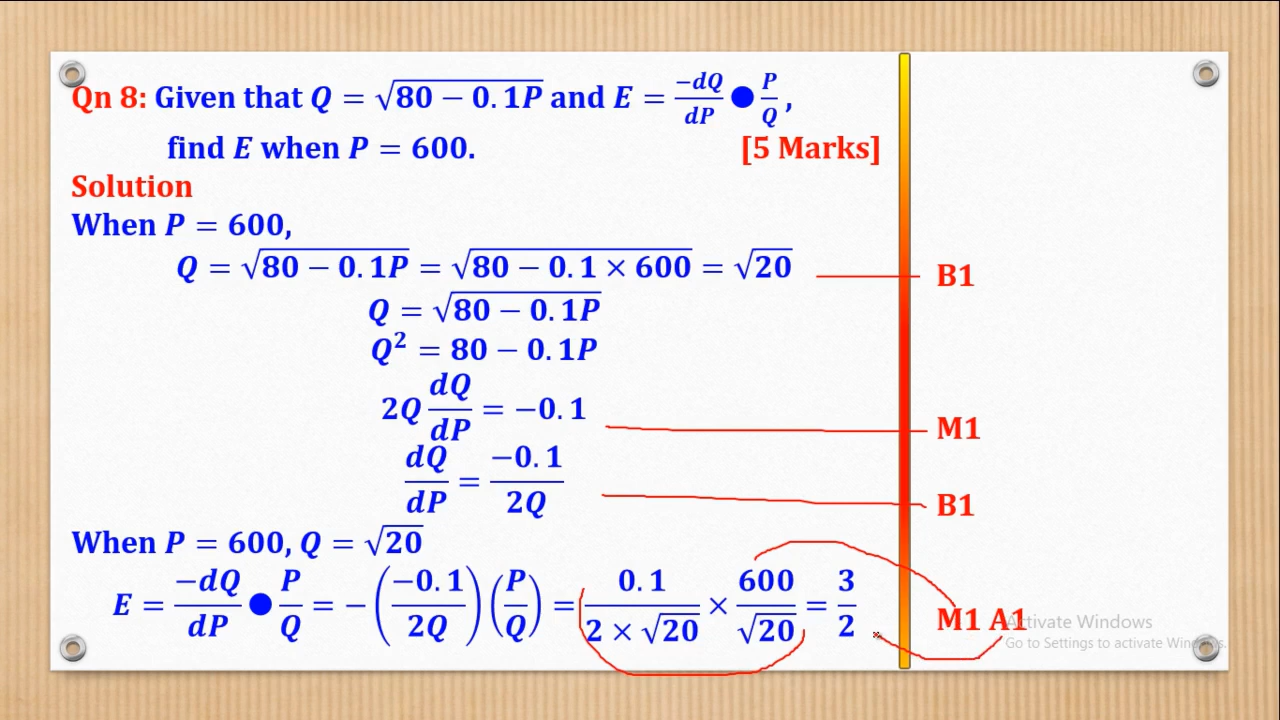 Qn 8: Given that Q = √(80 − 0.1P) and E = −dQ/dP ● P/Q,
find E when P = 600. [5 Marks]
Solution
When P = 600,
Q = √(80 − 0.1P) = √(80 − 0.1 × 600) = √20 B1
Q = √(80 − 0.1P)
Q² = 80 − 0.1P
2Q dQ/dP = −0.1 M1
dQ/dP = −0.1/2Q B1
When P = 600, Q = √20
E = −dQ/dP ● P/Q = −(−0.1/2Q)(P/Q) = 0.1/(2 × √20) × 600/√20 = 3/2 M1 A1
Activate Windows
Go to Settings to activate Windows.